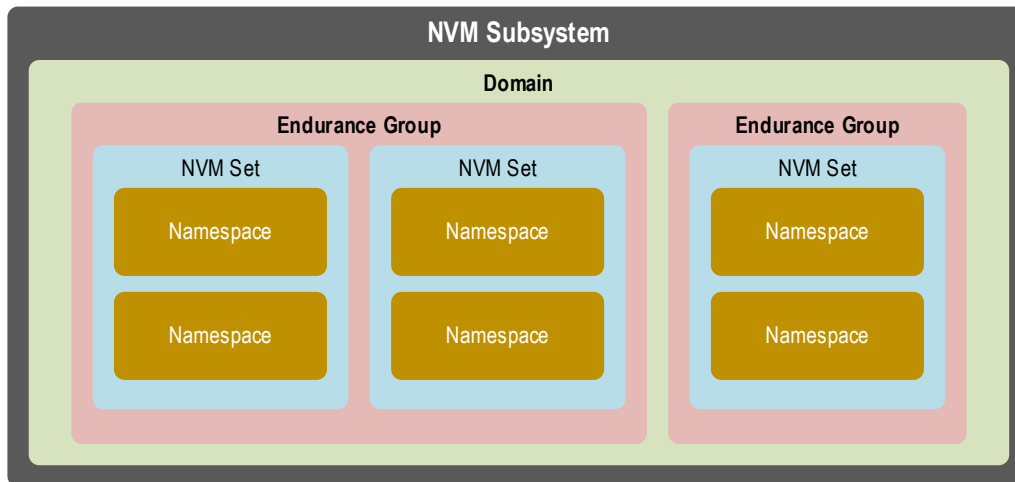 NVM Subsystem
Domain
Endurance Group
Endurance Group
NVM Set
NVM Set
NVM Set
Namespace
Namespace
Namespace
Namespace
Namespace
Namespace